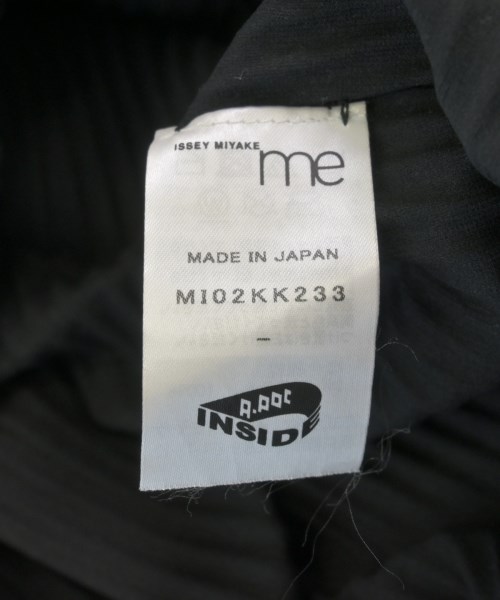 ISSEY MIYAKE
me
MADE IN JAPAN
MI02KK233
–
A.POC
INSIDE